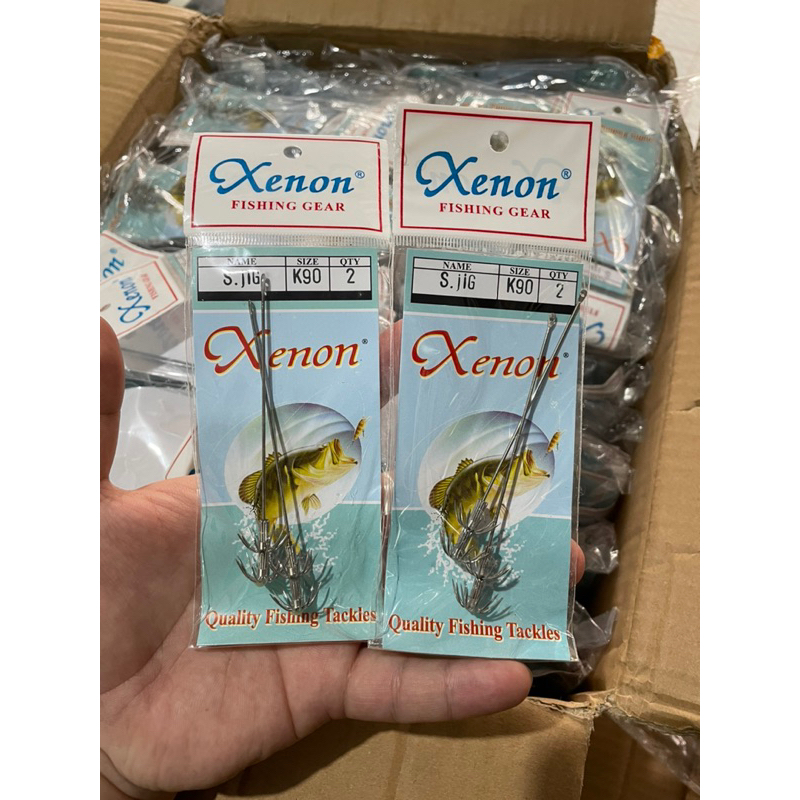 Xenon®
FISHING GEAR
NAME SIZE QTY
S.jIG K90 2
Xenon®
Quality Fishing Tackles
Xenon®
FISHING GEAR
NAME SIZE QTY
S.jIG K90 2
Xenon®
Quality Fishing Tackles
Xenon